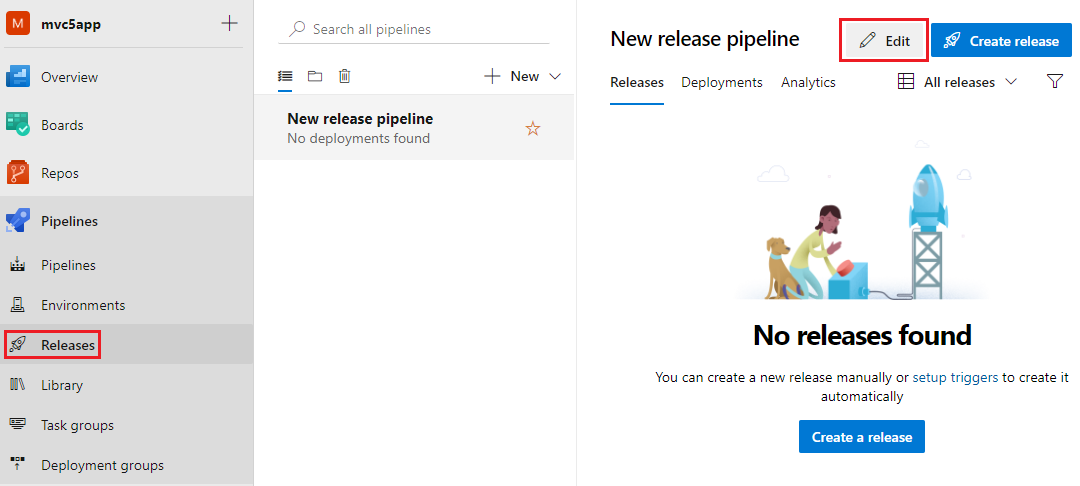 M mvc5app
Overview
Boards
Repos
Pipelines
Pipelines
Environments
Releases
Library
Task groups
Deployment groups
Search all pipelines
New
New release pipeline
No deployments found
New release pipeline
Edit
Create release
Releases Deployments Analytics
All releases
No releases found
You can create a new release manually or setup triggers to create it
automatically
Create a release